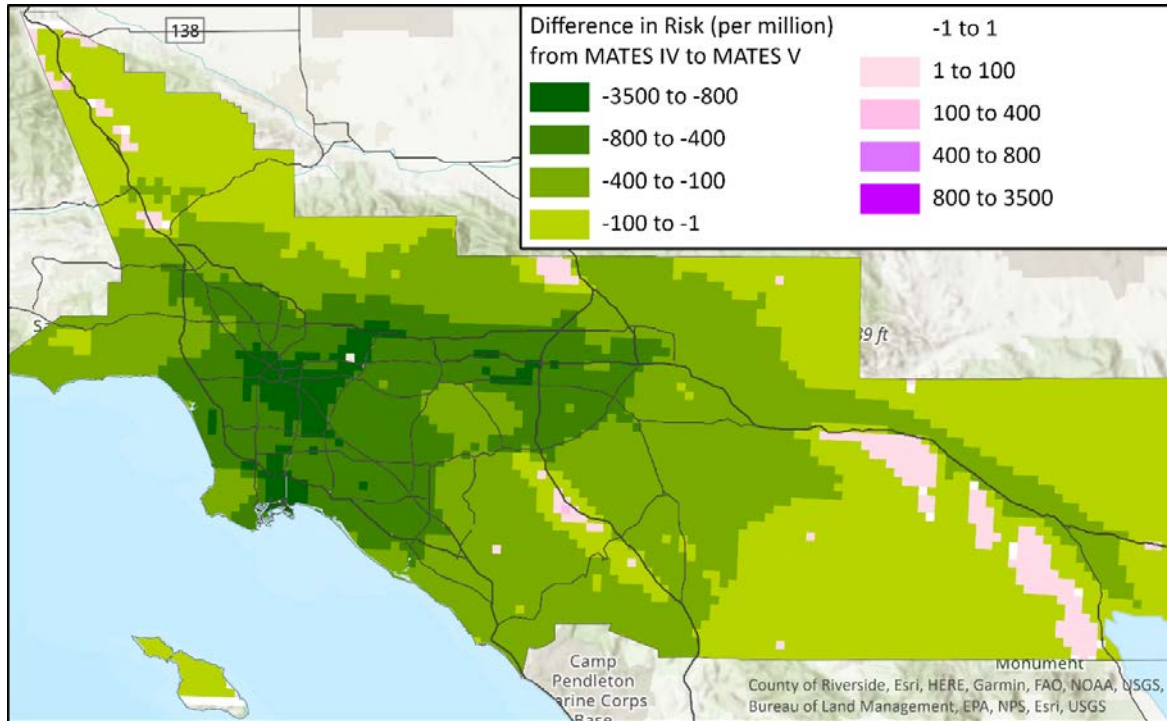 138
Difference in Risk (per million)
from MATES IV to MATES V
-3500 to -800
-800 to -400
-400 to -100
-100 to -1
-1 to 1
1 to 100
100 to 400
400 to 800
800 to 3500
39 ft
Camp
Pendleton
arine Corps
Base
Monument
County of Riverside, Esri, HERE, Garmin, FAO, NOAA, USGS,
Bureau of Land Management, EPA, NPS, Esri, USGS